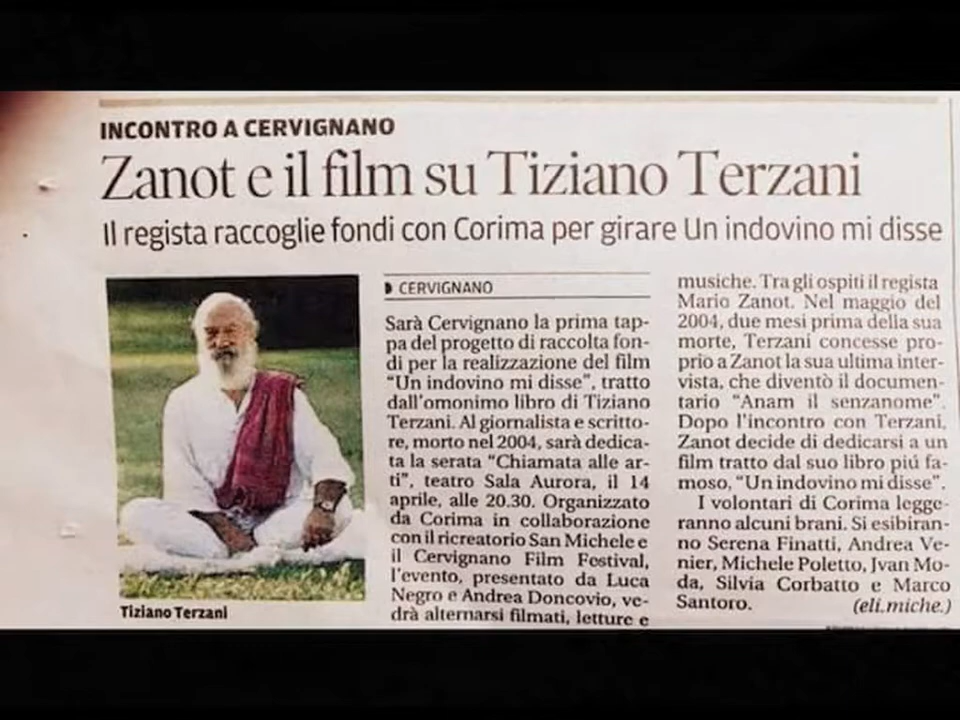 INCONTRO A CERVIGNANO
Zanot e il film su Tiziano Terzani
Il regista raccoglie fondi con Corima per girare Un indovino mi disse
CERVIGNANO
Sarà Cervignano la prima tap-
pa del progetto di raccolta fon-
di per la realizzazione del film
“Un indovino mi disse”, tratto
dall'omonimo libro di Tiziano
Terzani. Al giornalista e scritto-
re, morto nel 2004, sarà dedica-
ta la serata “Chiamata alle ar-
ti”, teatro Sala Aurora, il 14
aprile, alle 20.30. Organizzato
da Corima in collaborazione
con il ricreatorio San Michele e
il Cervignano Film Festival,
l'evento, presentato da Luca
Negro e Andrea Doncovio, ve-
drà alternarsi filmati, letture e
musiche. Tra gli ospiti il regista
Mario Zanot. Nel maggio del
2004, due mesi prima della sua
morte, Terzani concesse pro-
prio a Zanot la sua ultima inter-
vista, che diventò il documen-
tario “Anam il senzanome”.
Dopo l'incontro con Terzani,
Zanot decide di dedicarsi a un
film tratto dal suo libro piú fa-
moso, “Un indovino mi disse”.
I volontari di Corima legge-
ranno alcuni brani. Si esibiran-
no Serena Finatti, Andrea Ve-
nier, Michele Poletto, Ivan Mo-
da, Silvia Corbatto e Marco
Santoro. (eli.miche.)
Tiziano Terzani